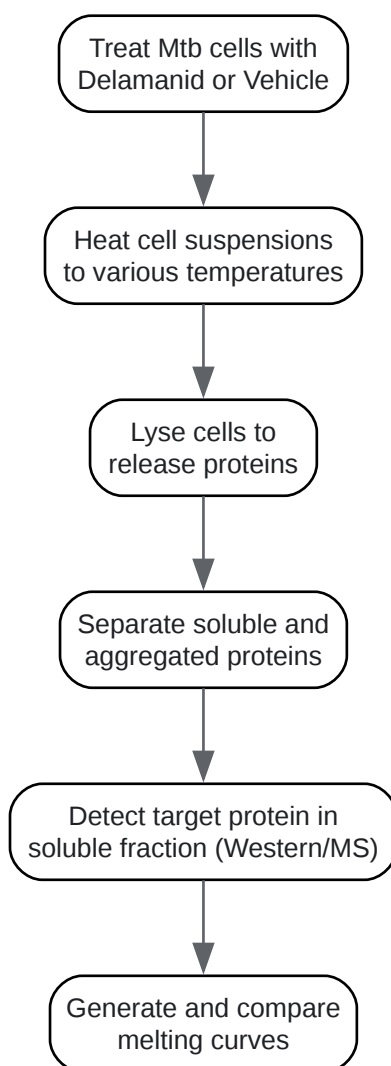 Treat Mtb cells with
Delamanid or Vehicle
Heat cell suspensions
to various temperatures
Lyse cells to
release proteins
Separate soluble and
aggregated proteins
Detect target protein in
soluble fraction (Western/MS)
Generate and compare
melting curves